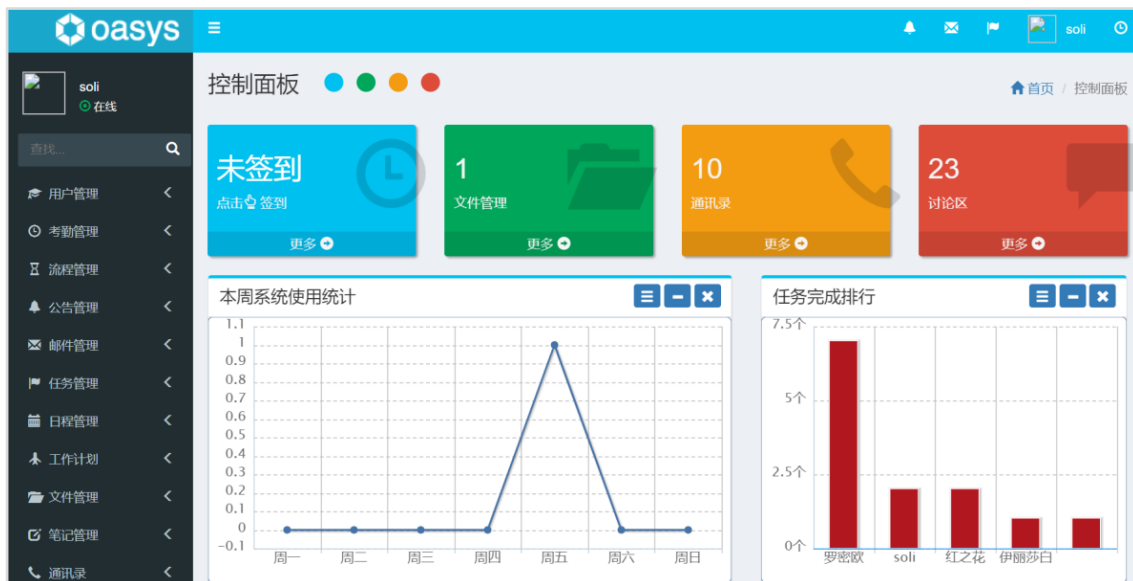 oasys
soli
控制面板
首页 / 控制面板
soli
在线
查找...
用户管理
考勤管理
流程管理
公告管理
邮件管理
任务管理
日程管理
工作计划
文件管理
笔记管理
通讯录
未签到
点击 签到
更多
1
文件管理
更多
10
通讯录
更多
23
讨论区
更多
本周系统使用统计
1.1
1
0.9
0.8
0.7
0.6
0.5
0.4
0.3
0.2
0.1
0
-0.1
周一 周二 周三 周四 周五 周六 周日
任务完成排行
7.5个
5个
2.5个
0个
罗密欧 soli 红之花 伊丽莎白